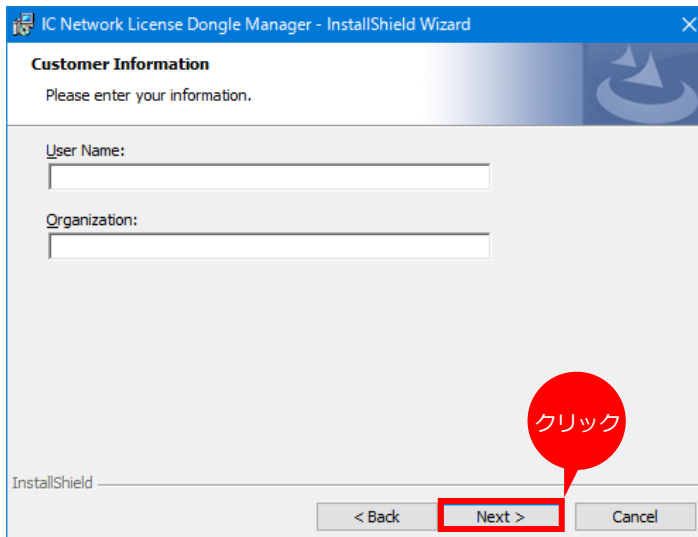 IC Network License Dongle Manager - InstallShield Wizard
Customer Information
Please enter your information.
User Name:
Organization:
クリック
InstallShield
< Back
Next >
Cancel